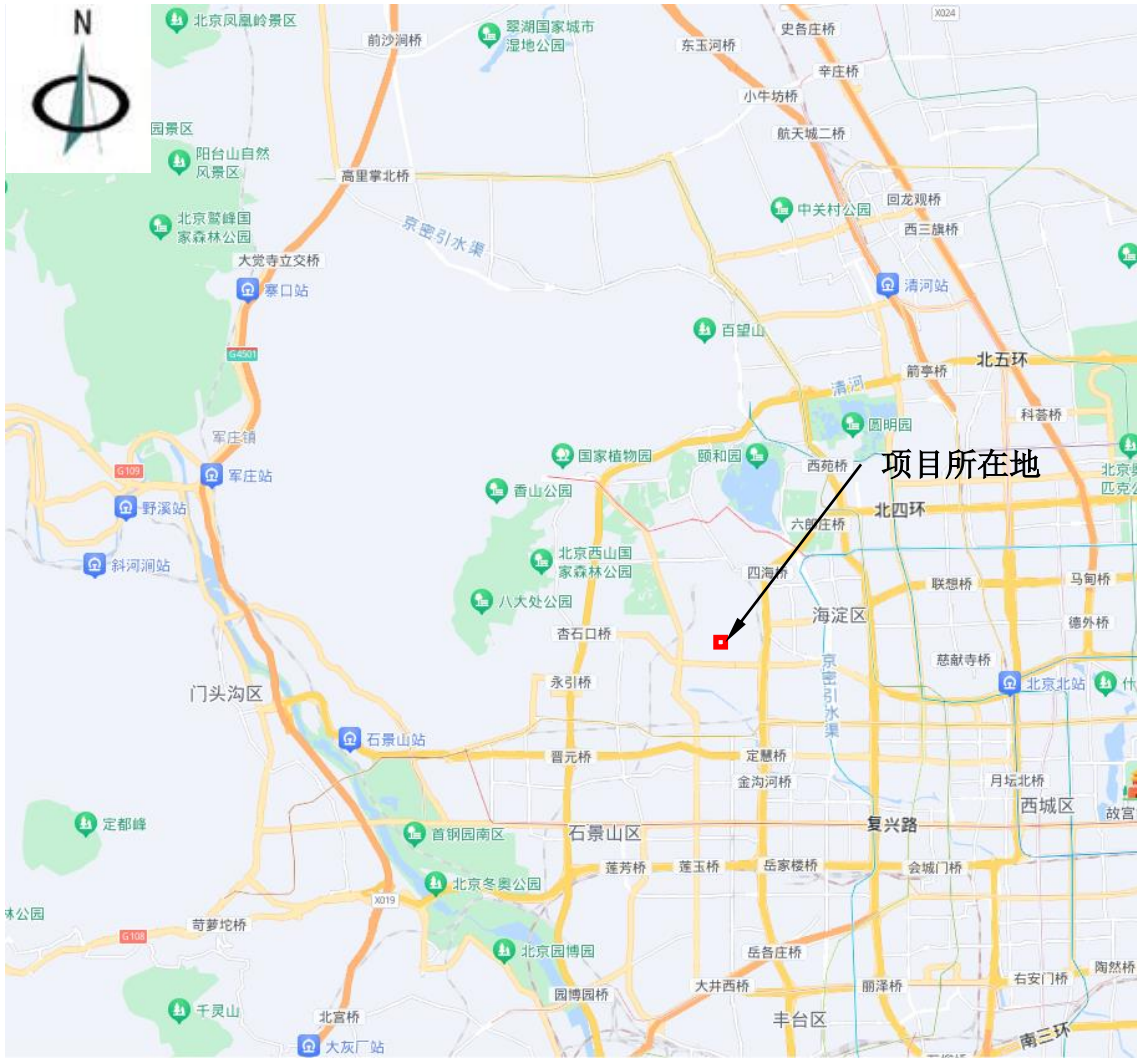 N
北京凤凰岭景区
前沙涧桥
翠湖国家城市
湿地公园
东玉河桥
史各庄桥
X024
辛庄桥
小牛坊桥
航天城二桥
园景区
阳台山自然
风景区
高里掌北桥
回龙观桥
中关村公园
西三旗桥
北京鹫峰国
家森林公园
京密引水渠
大觉寺立交桥
寨口站
清河站
百望山
G4501
北五环
箭亭桥
清河
科荟桥
圆明园
军庄镇
国家植物园
颐和园
西苑桥
项目所在地
G109
军庄站
北京奥
匹克公
香山公园
野溪站
北四环
六郎庄桥
北京西山国
家森林公园
斜河涧站
四海桥
联想桥
马甸桥
八大处公园
海淀区
德外桥
杏石口桥
慈献寺桥
京密引水渠
永引桥
北京北站
什
门头沟区
石景山站
晋元桥
定慧桥
金沟河桥
月坛北桥
西城区
故宫
定都峰
首钢园南区
石景山区
复兴路
莲芳桥
莲玉桥
岳家楼桥
会城门桥
北京冬奥公园
X019
林公园
苛萝坨桥
G108
北京园博园
岳各庄桥
陶然桥
右安门桥
大井西桥
丽泽桥
园博园桥
千灵山
北宫桥
丰台区
南三环
大灰厂站